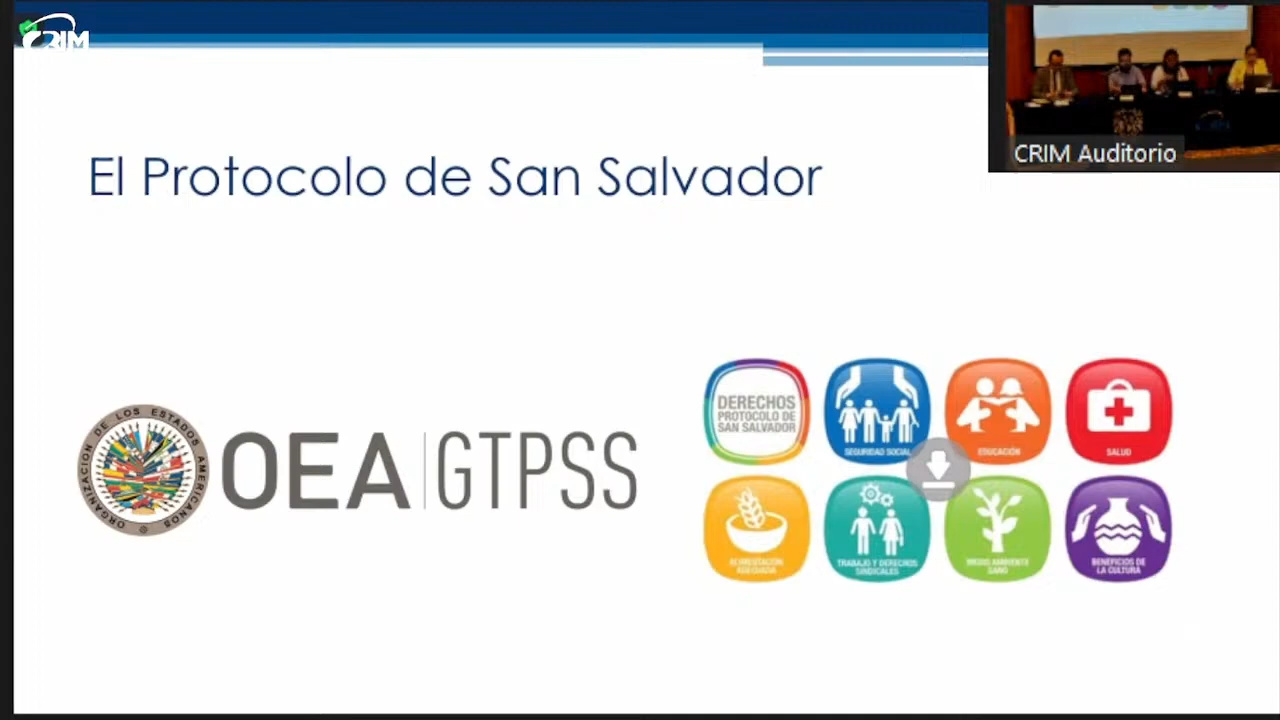 CRIM
CRIM Auditorio
El Protocolo de San Salvador
ORGANIZACIÓN DE LOS ESTADOS AMERICANOS
OEA GTPSS
DERECHOS
PROTOCOLO DE
SAN SALVADOR
SEGURIDAD SOCIAL
EDUCACIÓN
SALUD
ALIMENTACIÓN
ADECUADA
TRABAJO Y DERECHOS
SINDICALES
MEDIO AMBIENTE
SANO
BENEFICIOS DE
LA CULTURA